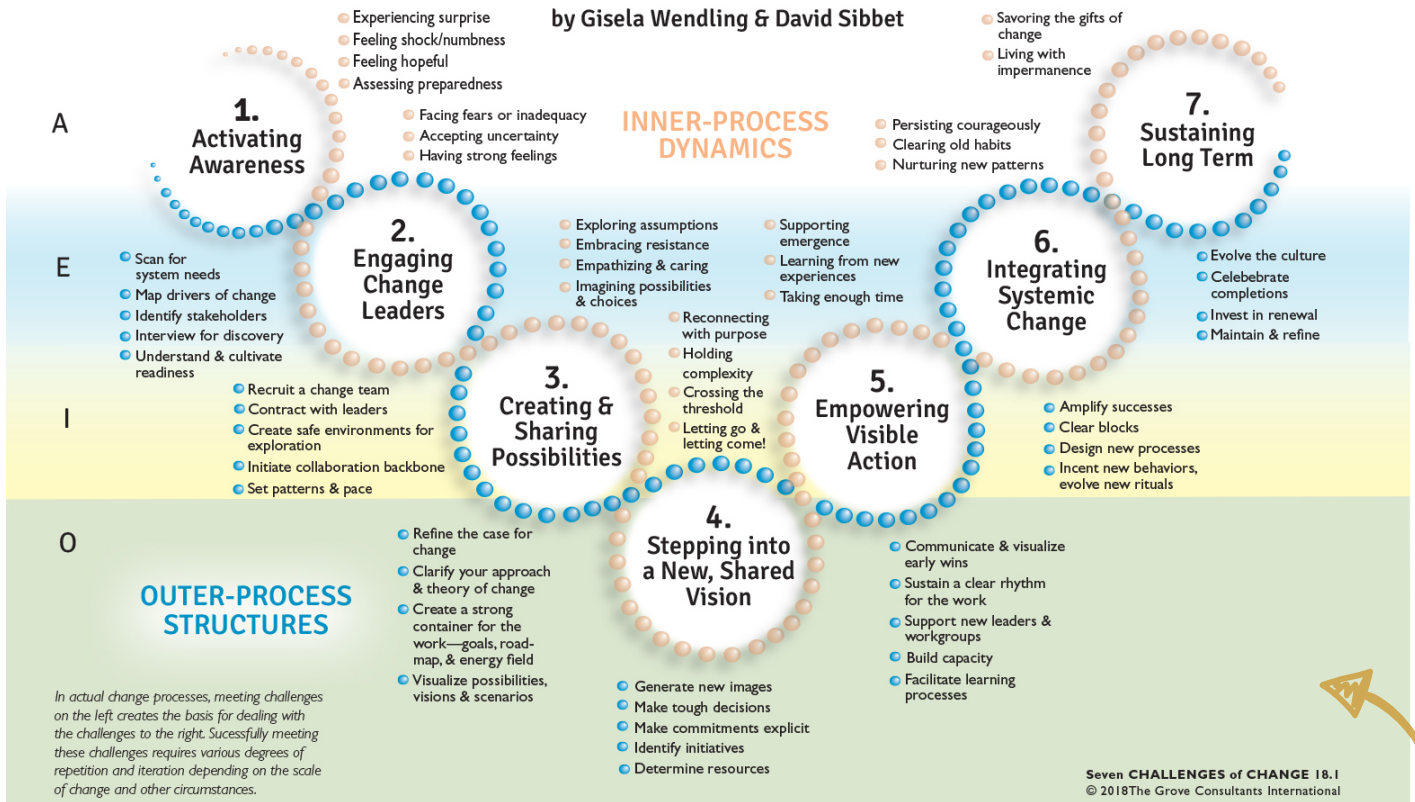 by Gisela Wendling & David Sibbet
Experiencing surprise
Feeling shock/numbness
Feeling hopeful
Assessing preparedness
Savoring the gifts of
change
Living with
impermanence
A
1.
Activating
Awareness
Facing fears or inadequacy
Accepting uncertainty
Having strong feelings
INNER-PROCESS
DYNAMICS
Persisting courageously
Clearing old habits
Nurturing new patterns
7.
Sustaining
Long Term
E
Scan for
system needs
Map drivers of change
Identify stakeholders
Interview for discovery
Understand & cultivate
readiness
2.
Engaging
Change
Leaders
Exploring assumptions
Embracing resistance
Empathizing & caring
Imagining possibilities
& choices
Supporting
emergence
Learning from new
experiences
Taking enough time
6.
Integrating
Systemic
Change
Evolve the culture
Celebebrate
completions
Invest in renewal
Maintain & refine
I
Recruit a change team
Contract with leaders
Create safe environments for
exploration
Initiate collaboration backbone
Set patterns & pace
3.
Creating &
Sharing
Possibilities
Reconnecting
with purpose
Holding
complexity
Crossing the
threshold
Letting go &
letting come!
5.
Empowering
Visible
Action
Amplify successes
Clear blocks
Design new processes
Incent new behaviors,
evolve new rituals
O
OUTER-PROCESS
STRUCTURES
Refine the case for
change
Clarify your approach
& theory of change
Create a strong
container for the
work—goals, road-
map, & energy field
Visualize possibilities,
visions & scenarios
4.
Stepping into
a New, Shared
Vision
Generate new images
Make tough decisions
Make commitments explicit
Identify initiatives
Determine resources
Communicate & visualize
early wins
Sustain a clear rhythm
for the work
Support new leaders &
workgroups
Build capacity
Facilitate learning
processes
In actual change processes, meeting challenges
on the left creates the basis for dealing with
the challenges to the right. Sucessfully meeting
these challenges requires various degrees of
repetition and iteration depending on the scale
of change and other circumstances.
Seven CHALLENGES of CHANGE 18.1
© 2018The Grove Consultants International